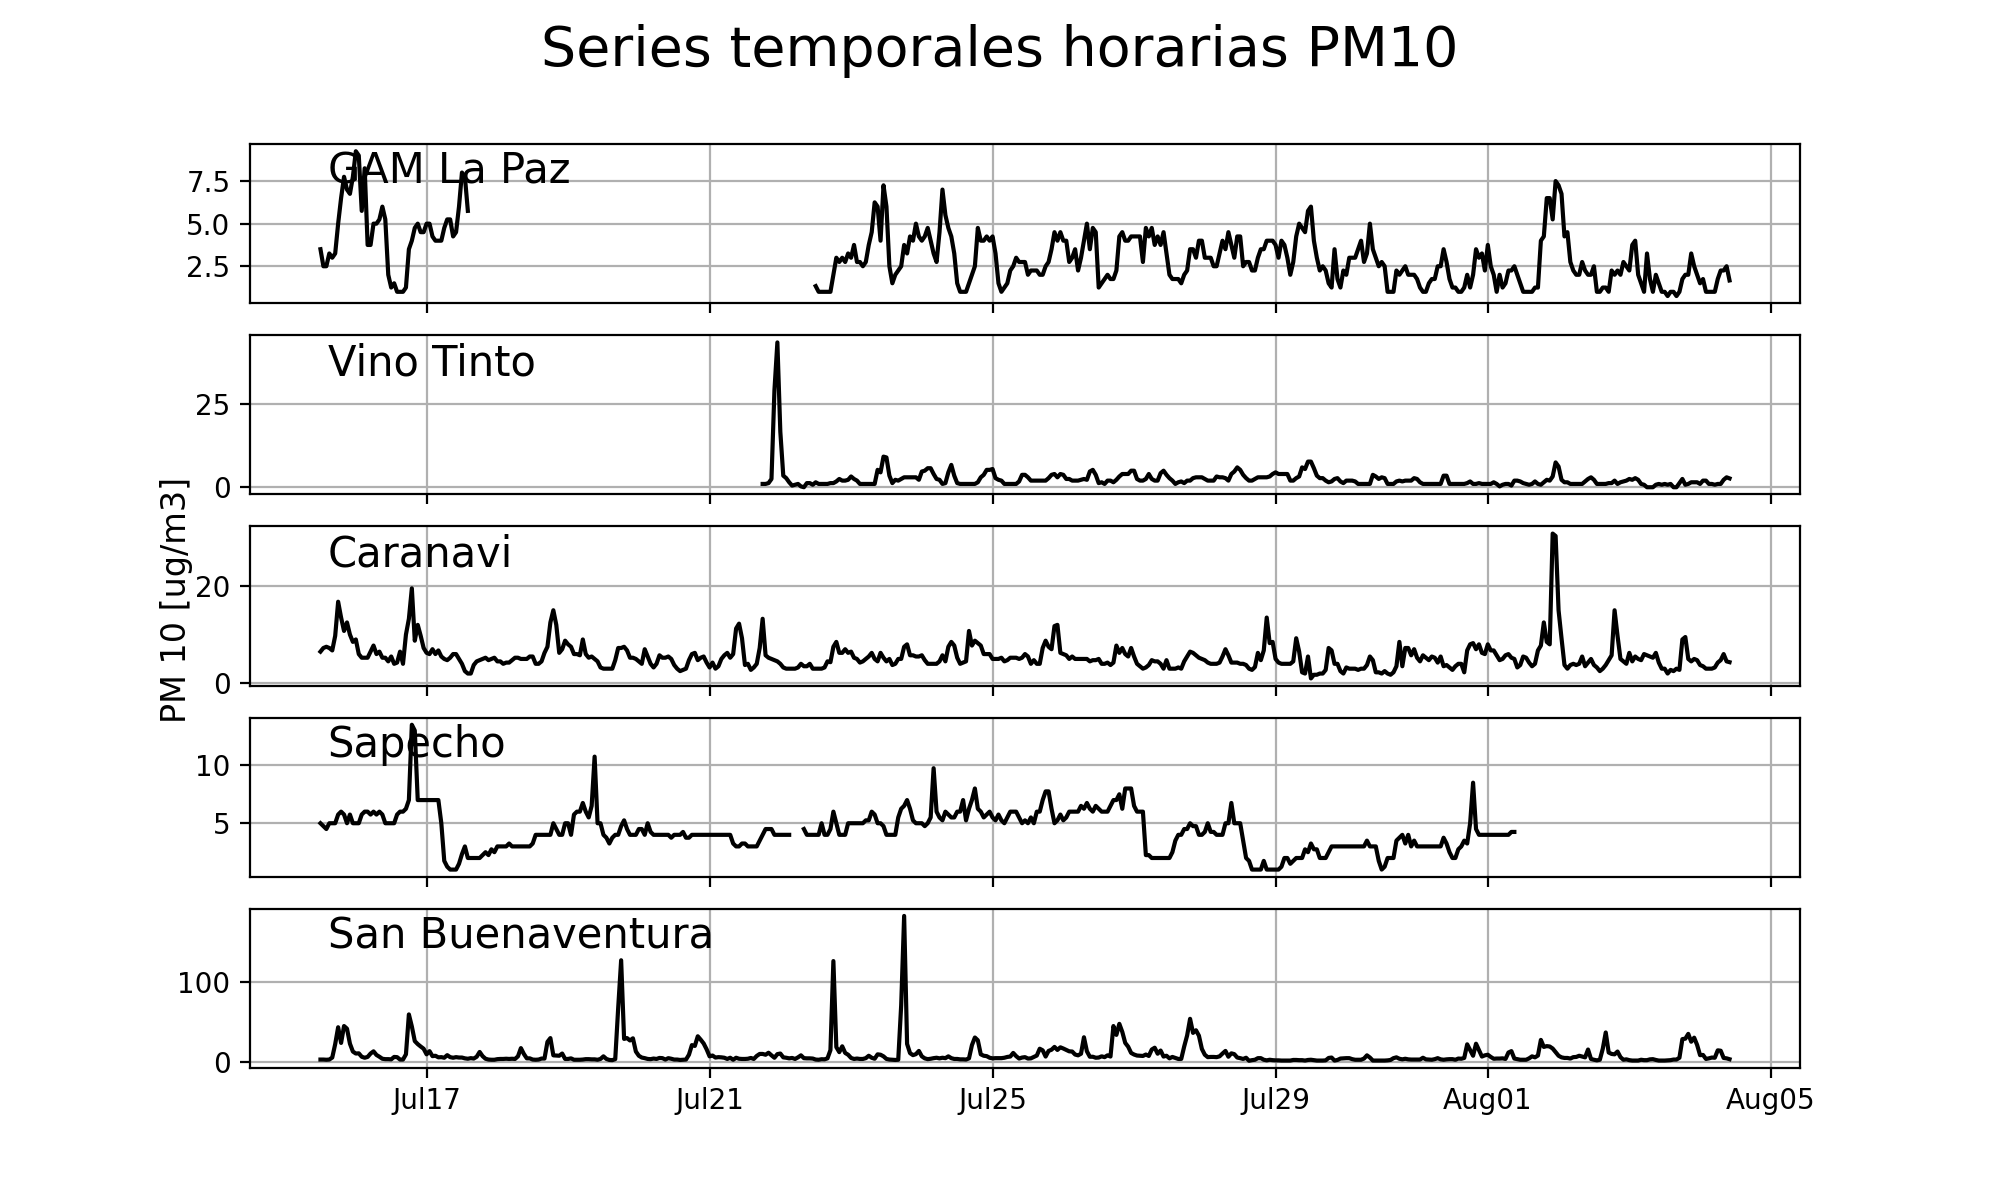 Series temporales horarias PM10
GAM La Paz
7.5
5.0
2.5
Vino Tinto
25
0
PM 10 [ug/m3]
Caranavi
20
0
Sapecho
10
5
San Buenaventura
100
0
Jul17 Jul21 Jul25 Jul29 Aug01 Aug05